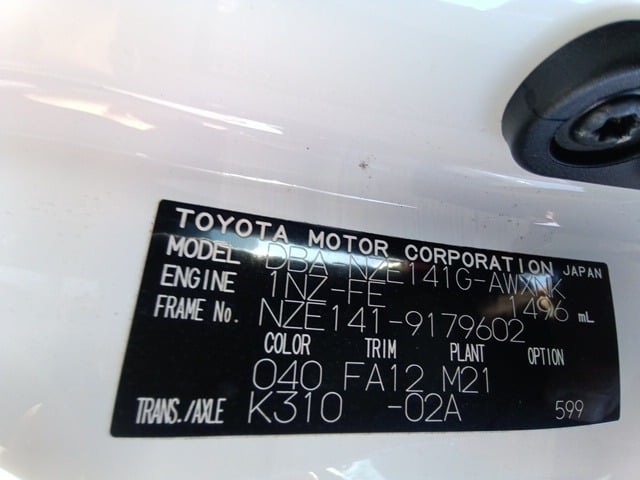 TOYOTA MOTOR CORPORATION JAPAN
MODEL DBA-NZE141G-AWXNK
ENGINE 1NZ-FE 1496 mL
FRAME No. NZE141-9179602
COLOR TRIM PLANT OPTION
040 FA12 M21
TRANS./AXLE K310 -02A 599